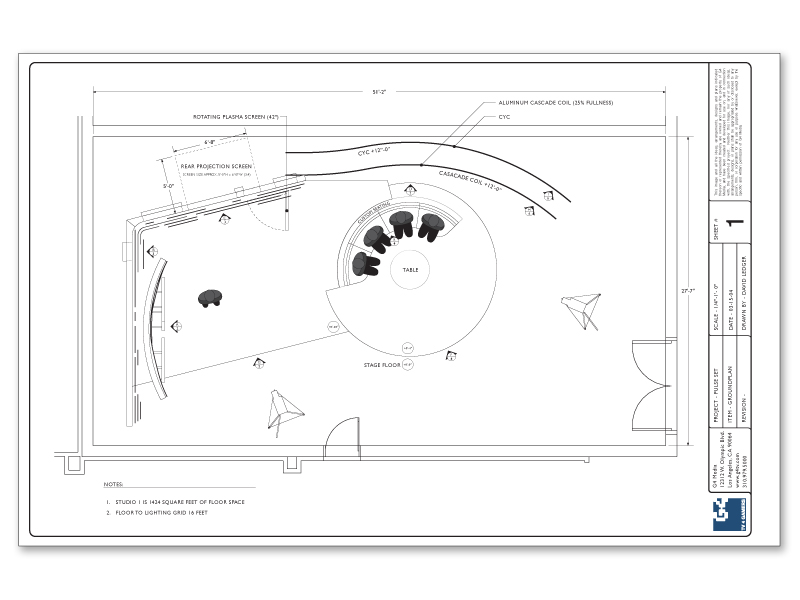 51'-2"
ALUMINUM CASCADE COIL (25% FULLNESS)
ROTATING PLASMA SCREEN (42")
CYC
6'-8"
CYC +12'-0"
REAR PROJECTION SCREEN
5'-0"
CASACADE COIL +12'-0"
CUSTOM SEATING
TABLE
27'-7"
STAGE FLOOR
NOTES:
1. STUDIO 1 IS 1424 SQUARE FEET OF FLOOR SPACE
2. FLOOR TO LIGHTING GRID 16 FEET
SHEET #
1
SCALE - 1/4"-1'- 0"
DATE - 03-15-04
DRAWN BY - DAVID LEDGER
PROJECT - PULSE SET
ITEM - GROUNDPLAN
REVISION -
G4 Media
12312 W. Olympic Blvd.
Los Angeles, CA 90064
www.g4tv.com
310.979.5000